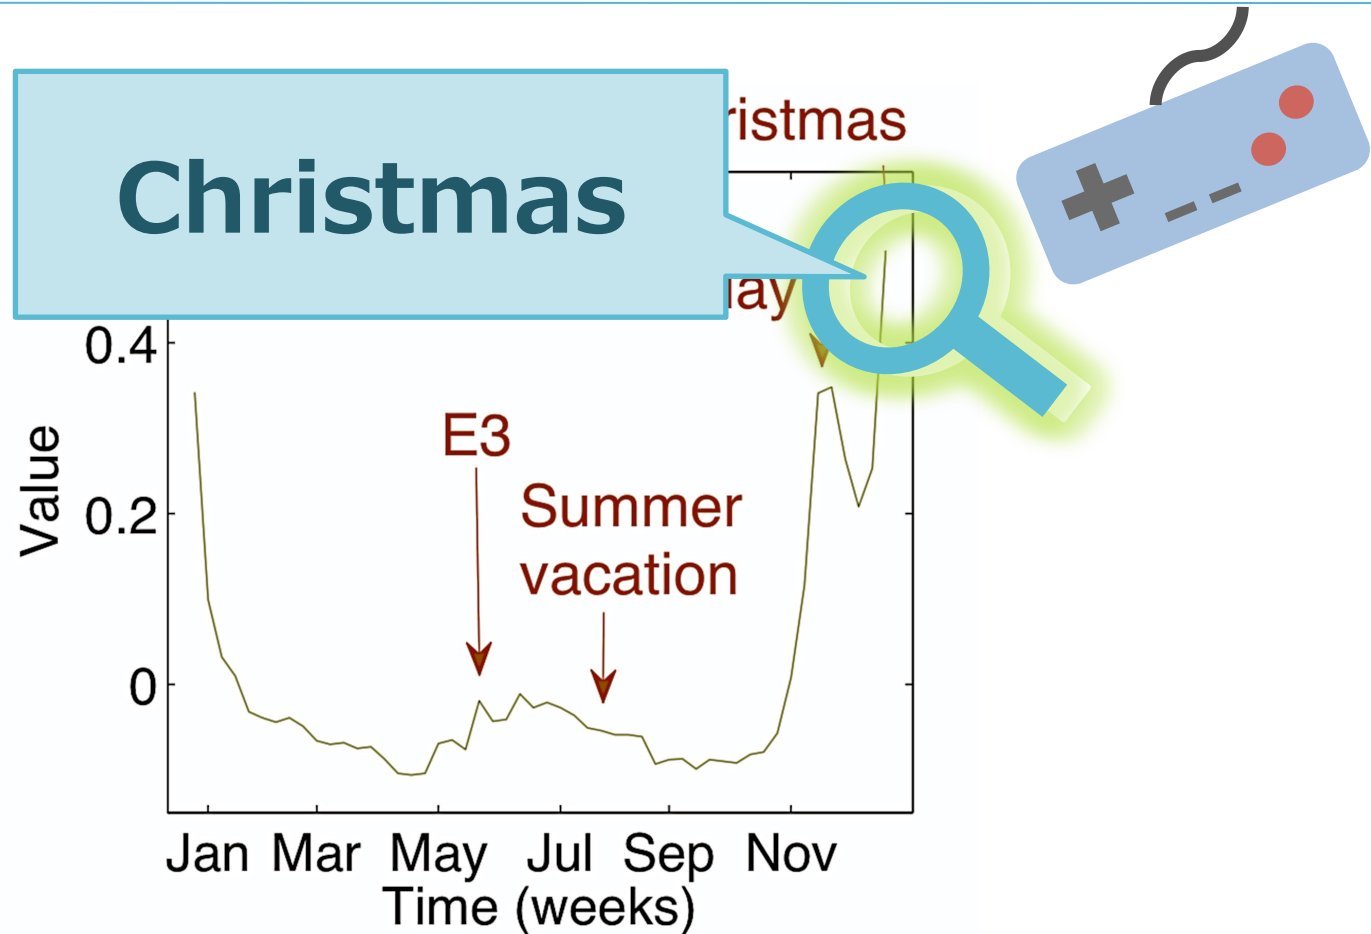 Christmas
ristmas
lay
0.4
0.2
0
Value
E3
Summer
vacation
Jan Mar May Jul Sep Nov
Time (weeks)